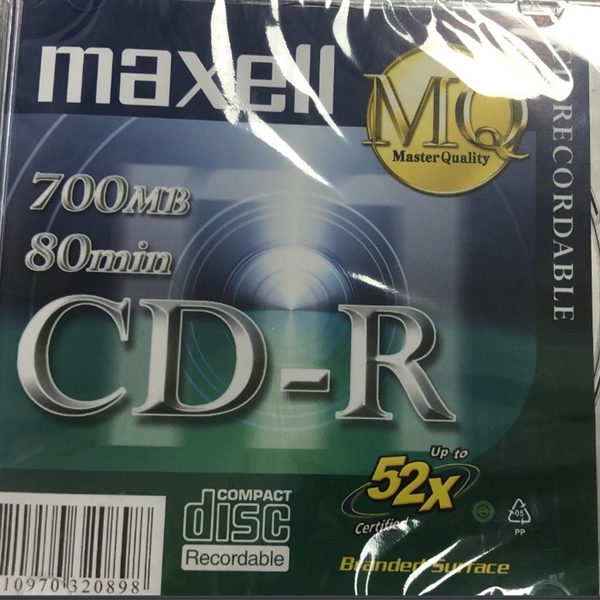 maxell
MQ
Master Quality
RECORDABLE
700MB
80min
CD-R
Up to
52x
Certified
COMPACT
disc
Recordable
05
PP
Branded Surface
10970 320898